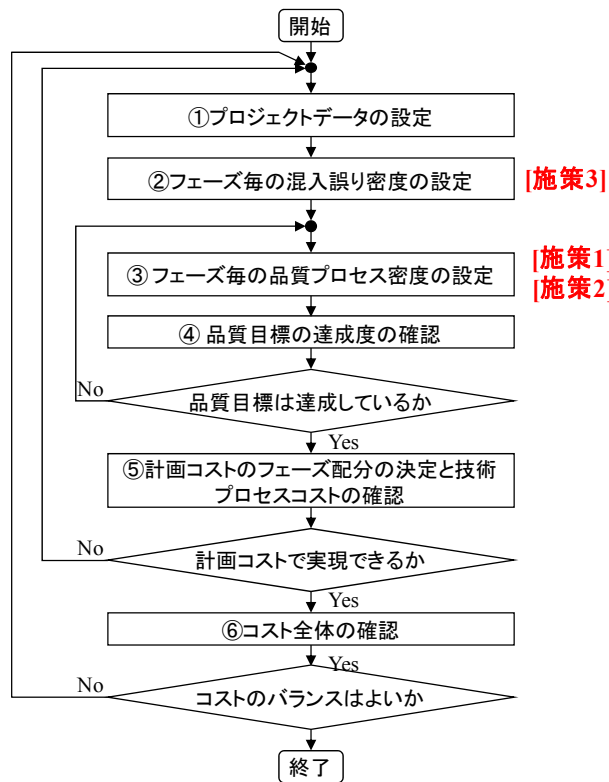 開始
①プロジェクトデータの設定
②フェーズ毎の混入誤り密度の設定
[施策3]
③フェーズ毎の品質プロセス密度の設定
[施策1]
[施策2]
④ 品質目標の達成度の確認
No
品質目標は達成しているか
Yes
⑤計画コストのフェーズ配分の決定と技術
プロセスコストの確認
No
計画コストで実現できるか
Yes
⑥コスト全体の確認
Yes
No
コストのバランスはよいか
終了